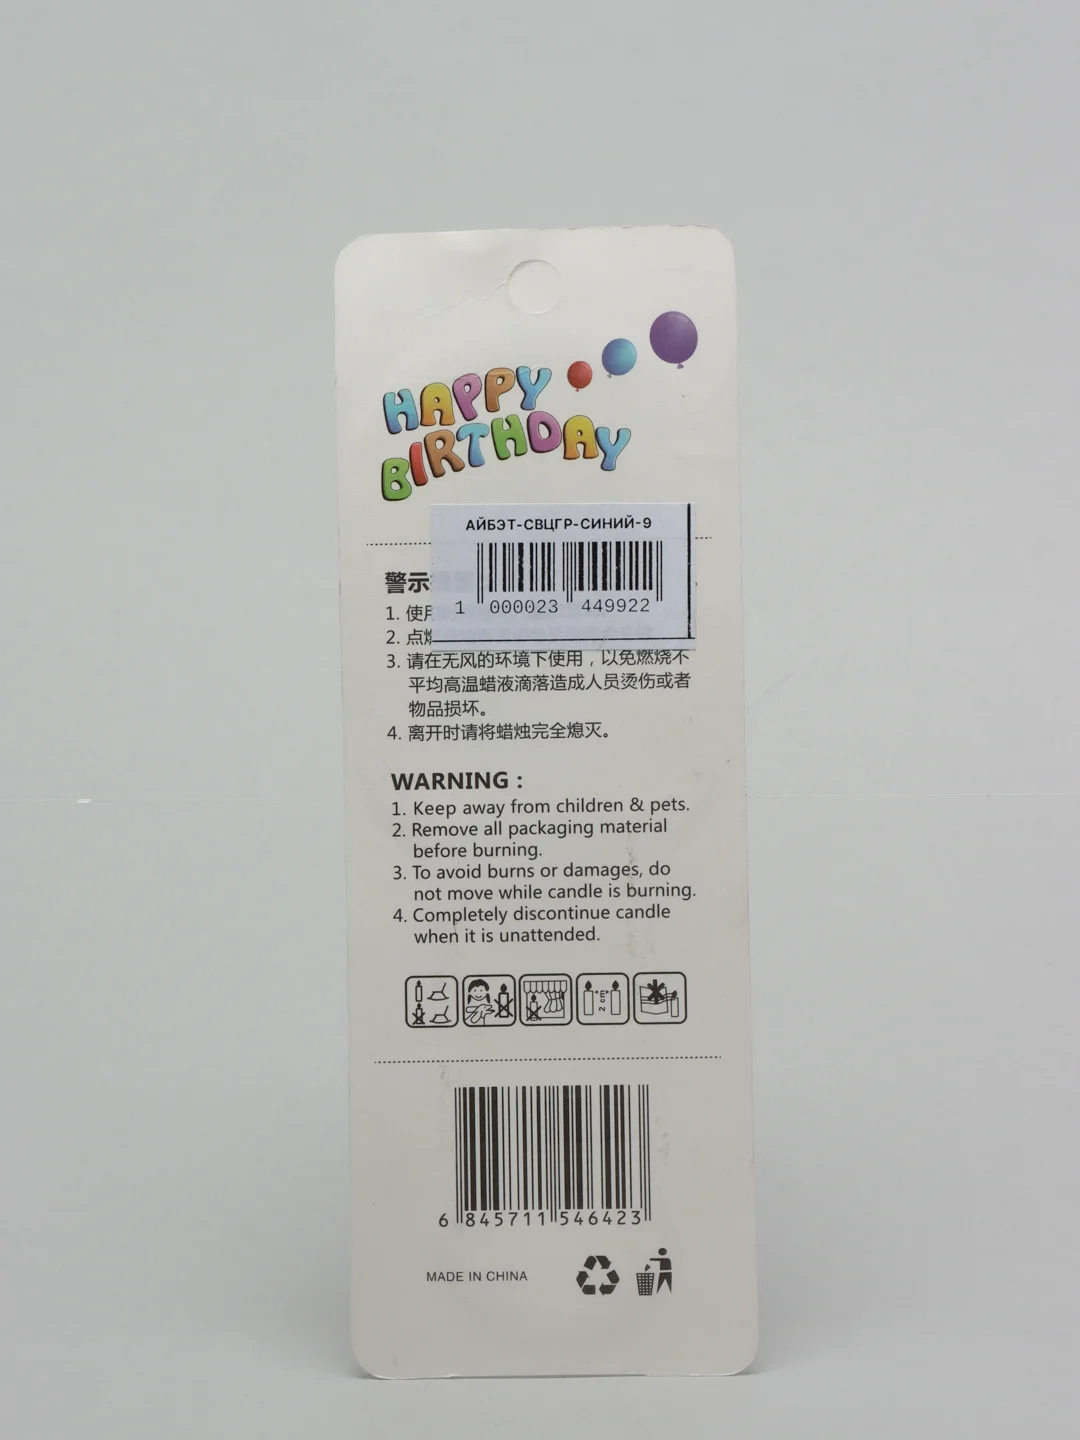 HAPPY
BIRTHDAY
АЙБЭТ-СВЦГР-СИНИЙ-9
1 000023 449922
警示
1. 使用
2. 点燃
3. 请在无风的环境下使用，以免燃烧不
平均高温蜡液滴落造成人员烫伤或者
物品损坏。
4. 离开时请将蜡烛完全熄灭。
WARNING :
1. Keep away from children & pets.
2. Remove all packaging material
before burning.
3. To avoid burns or damages, do
not move while candle is burning.
4. Completely discontinue candle
when it is unattended.
2 cm
6 845711 546423
MADE IN CHINA